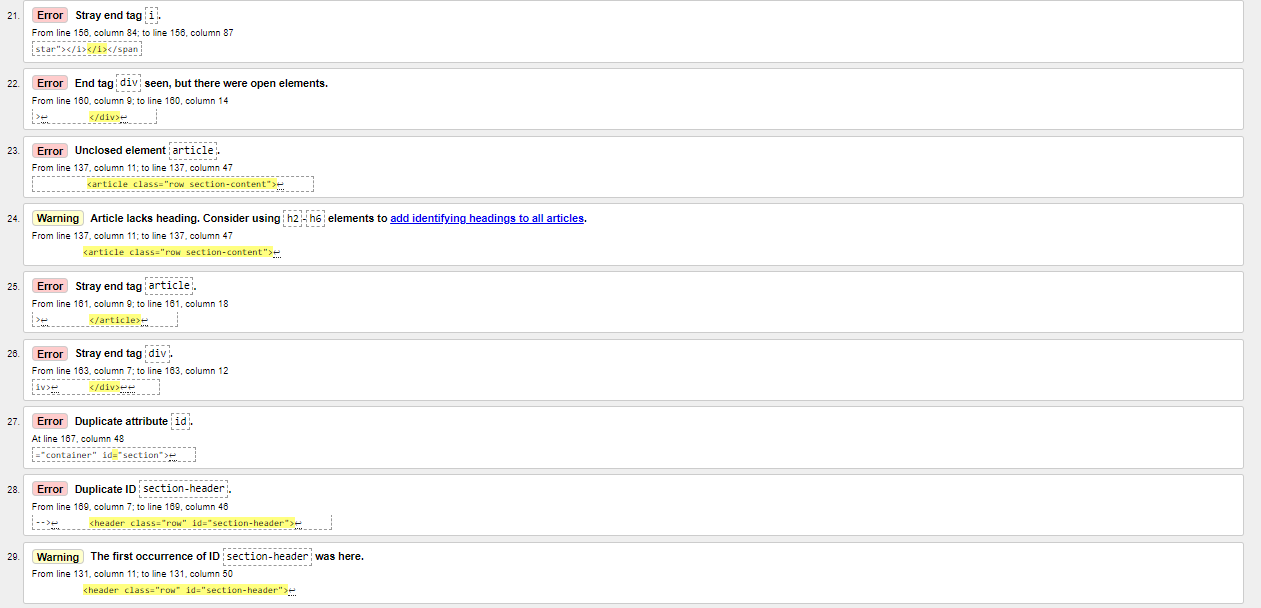 21. Error Stray end tag i.
From line 156, column 84; to line 156, column 87
star"></i></i></span
22. Error End tag div seen, but there were open elements.
From line 160, column 9; to line 160, column 14
>↩ </div>↩
23. Error Unclosed element article.
From line 137, column 11; to line 137, column 47
<article class="row section-content">↩
24. Warning Article lacks heading. Consider using h2-h6 elements to add identifying headings to all articles.
From line 137, column 11; to line 137, column 47
<article class="row section-content">↩
25. Error Stray end tag article.
From line 161, column 9; to line 161, column 18
>↩ </article>↩
26. Error Stray end tag div.
From line 163, column 7; to line 163, column 12
iv>↩ </div>↩↩
27. Error Duplicate attribute id.
At line 167, column 48
="container" id="section">↩
28. Error Duplicate ID section-header.
From line 169, column 7; to line 169, column 46
-->↩ <header class="row" id="section-header">↩
29. Warning The first occurrence of ID section-header was here.
From line 131, column 11; to line 131, column 50
<header class="row" id="section-header">↩